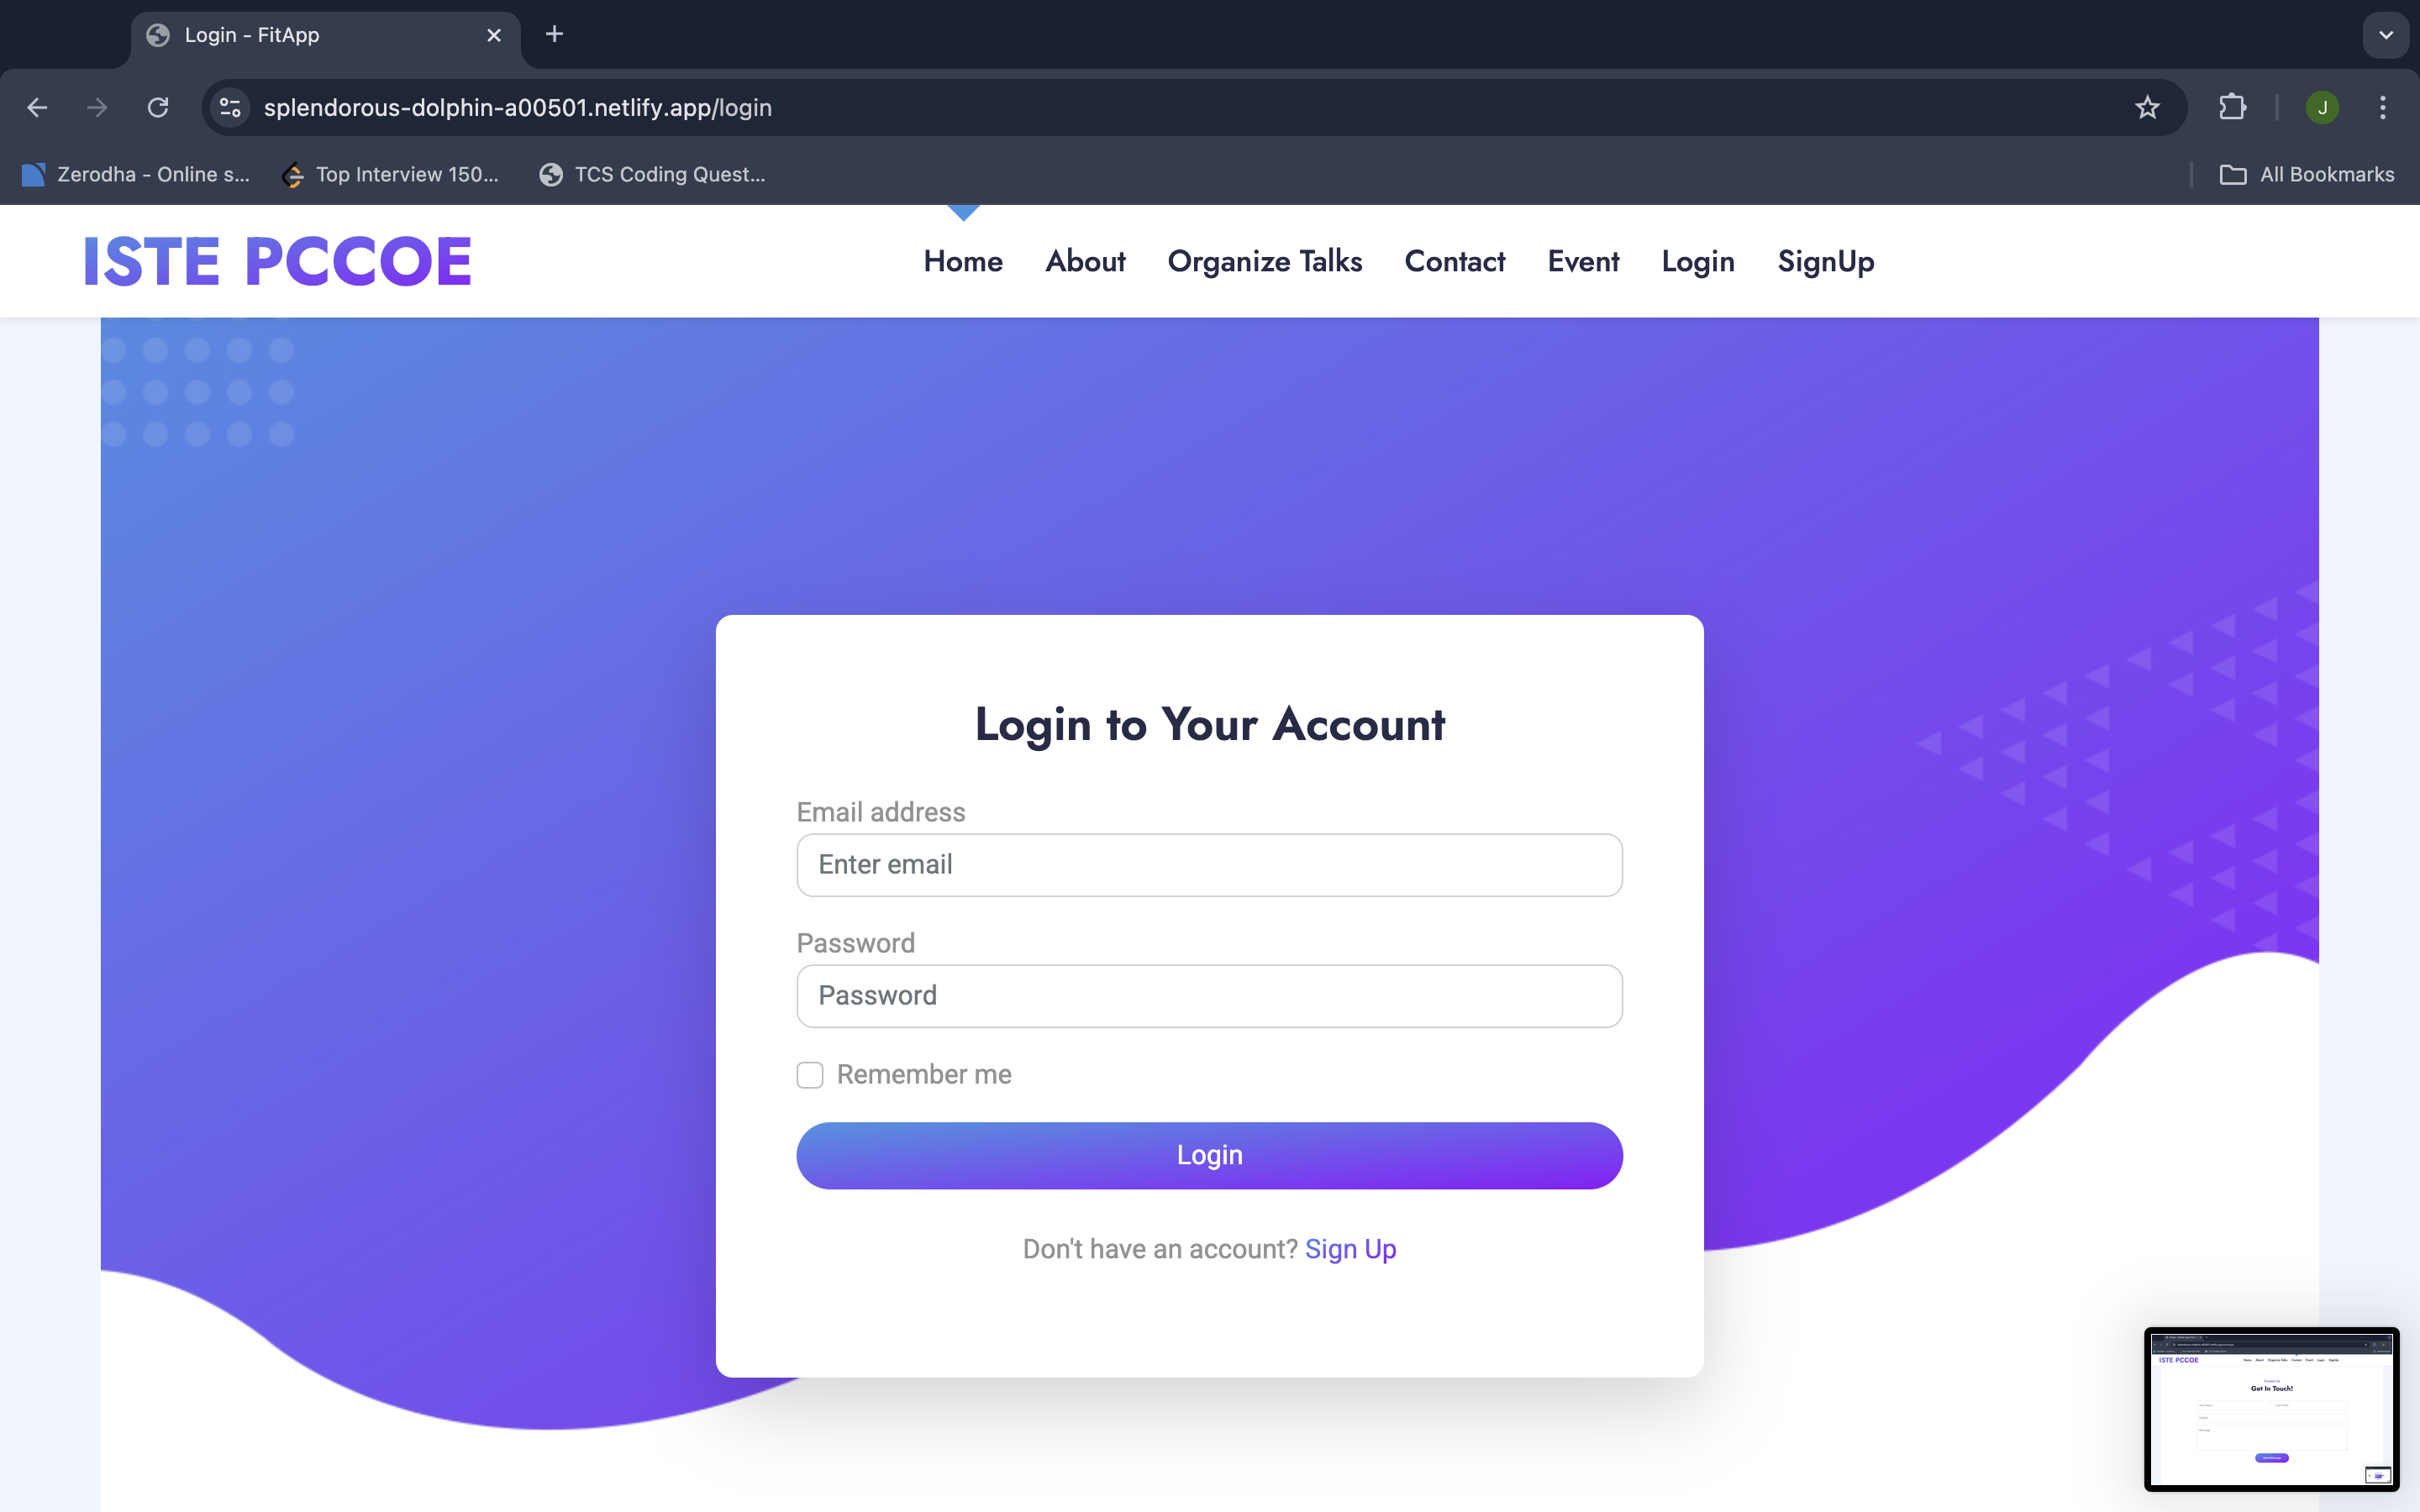 Login - FitApp
splendorous-dolphin-a00501.netlify.app/login
J
Zerodha - Online s...
Top Interview 150...
TCS Coding Quest...
All Bookmarks
ISTE PCCOE
Home About Organize Talks Contact Event Login SignUp
Login to Your Account
Email address
Enter email
Password
Password
Remember me
Login
Don't have an account? Sign Up
ISTE PCCOE
Get In Touch!